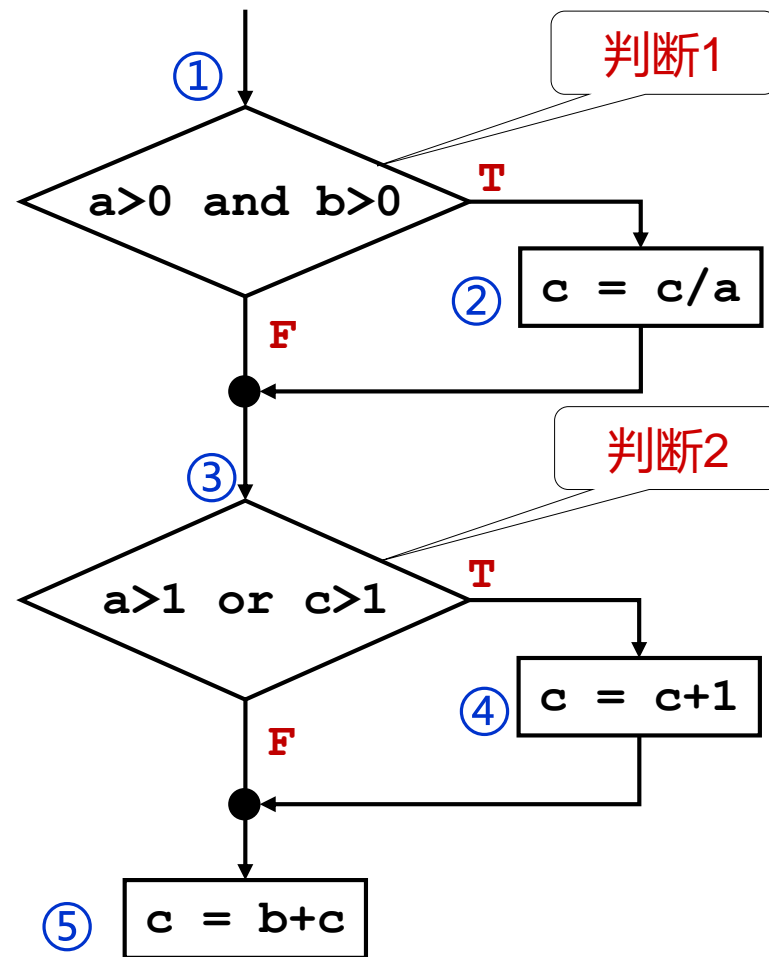 判断1
①
a>0 and b>0
T
c = c/a
②
F
判断2
③
a>1 or c>1
T
c = c+1
④
F
c = b+c
⑤